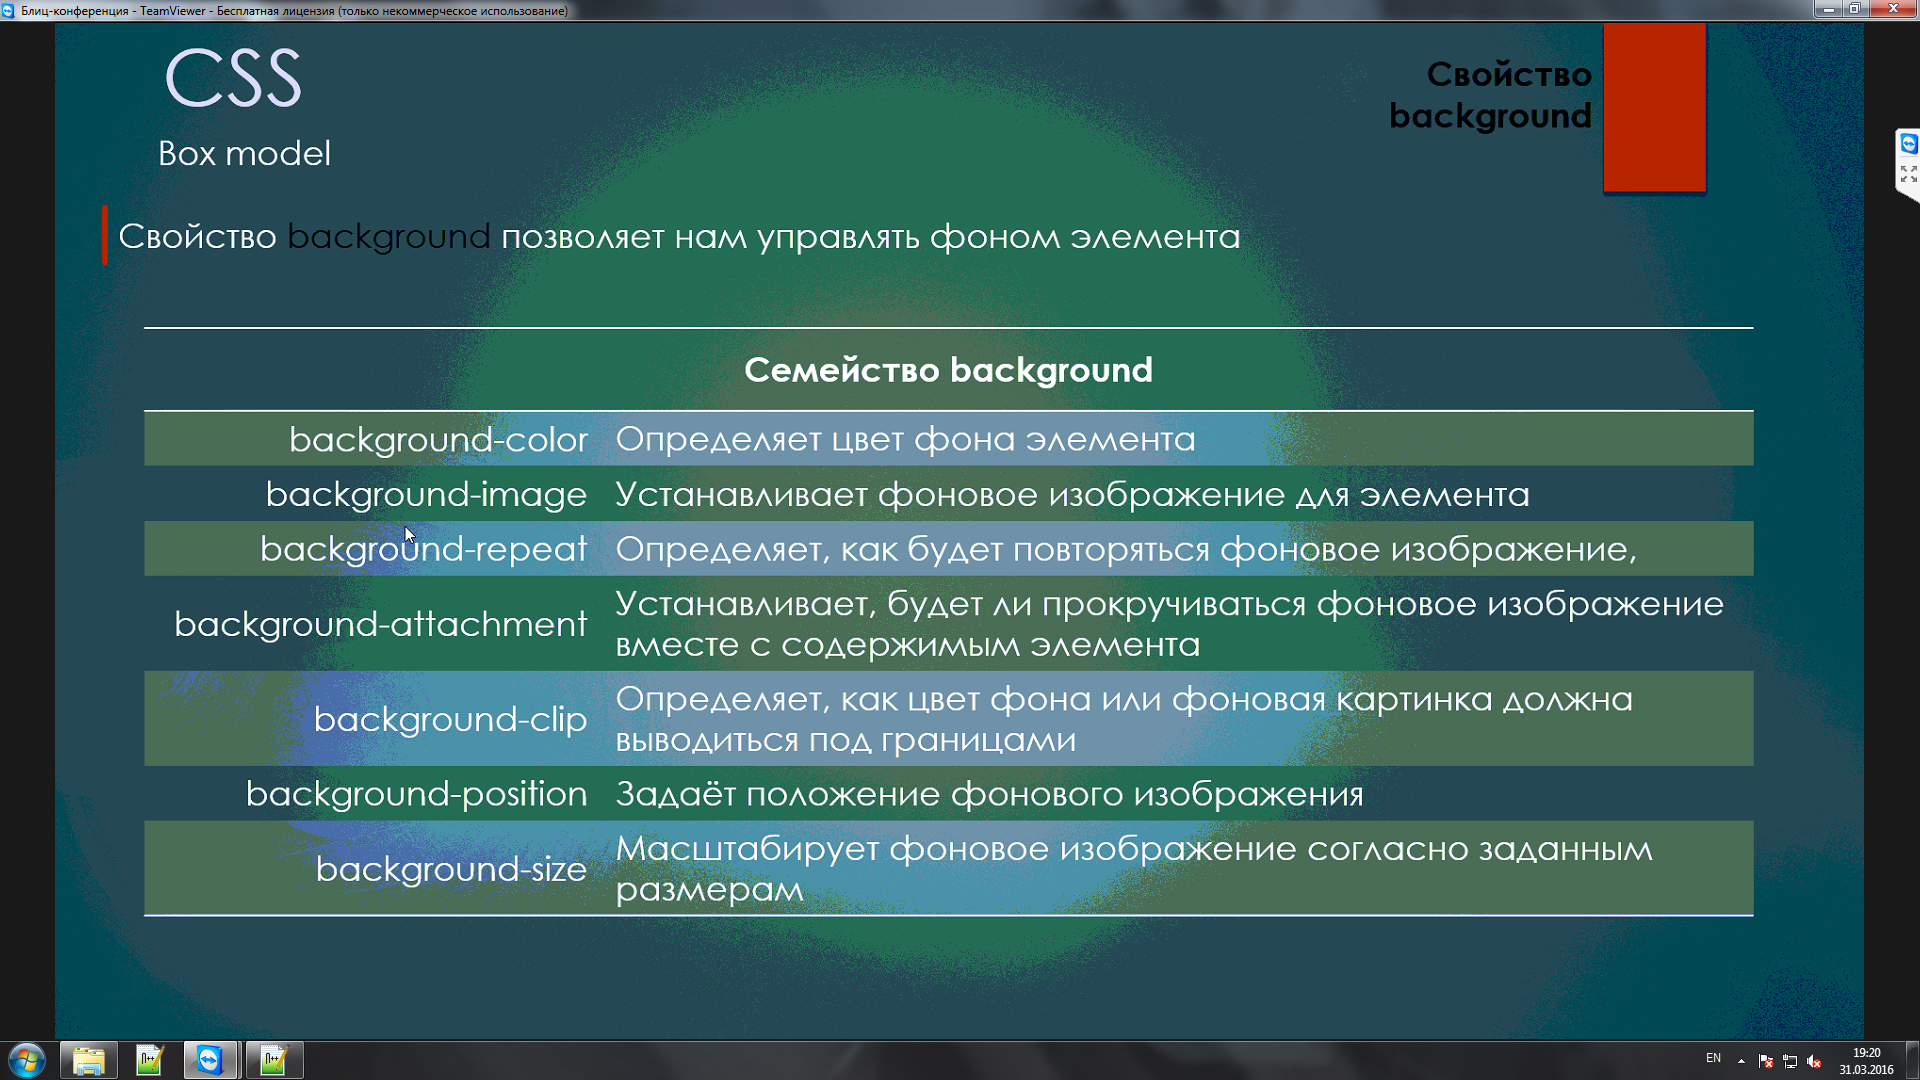 Блиц-конференция - TeamViewer - Бесплатная лицензия (только некоммерческое использование)
CSS
Box model
Свойство
background
Свойство background позволяет нам управлять фоном элемента
Семейство background
background-color Определяет цвет фона элемента
background-image Устанавливает фоновое изображение для элемента
background-repeat Определяет, как будет повторяться фоновое изображение,
background-attachment Устанавливает, будет ли прокручиваться фоновое изображение
вместе с содержимым элемента
background-clip Определяет, как цвет фона или фоновая картинка должна
выводиться под границами
background-position Задаёт положение фонового изображения
background-size Масштабирует фоновое изображение согласно заданным
размерам
EN
19:20
31.03.2016